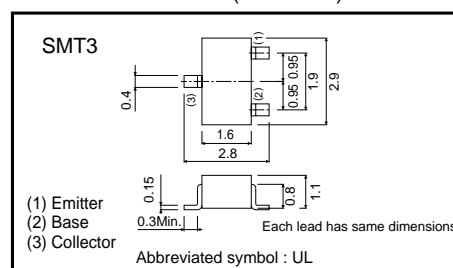 SMT3
(1)
(3)
(2)
0.4
0.95
0.95
1.9
2.9
1.6
2.8
0.15
0.3Min.
0.8
1.1
(1) Emitter
(2) Base
(3) Collector
Each lead has same dimensions
Abbreviated symbol : UL